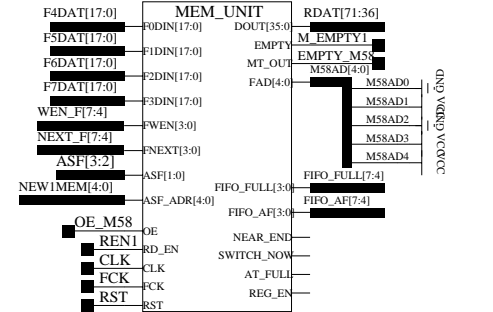 MEM_UNIT
F4DAT[17:0]
F0DIN[17:0]
F5DAT[17:0]
F1DIN[17:0]
F6DAT[17:0]
F2DIN[17:0]
F7DAT[17:0]
F3DIN[17:0]
WEN_F[7:4]
FWEN[3:0]
NEXT_F[7:4]
FNEXT[3:0]
ASF[3:2]
ASF[1:0]
NEW1MEM[4:0]
ASF_ADR[4:0]
OE_M58
OE
REN1
RD_EN
CLK
CLK
FCK
FCK
RST
RST
RDAT[71:36]
DOUT[35:0]
M_EMPTY1
EMPTY
EMPTY_M58
MT_OUT
M58AD[4:0]
FAD[4:0]
M58AD0
GND
M58AD1
VCC
M58AD2
GND
M58AD3
VCC
M58AD4
VCC
FIFO_FULL[7:4]
FIFO_FULL[3:0]
FIFO_AF[7:4]
FIFO_AF[3:0]
NEAR_END
SWITCH_NOW
AT_FULL
REG_EN